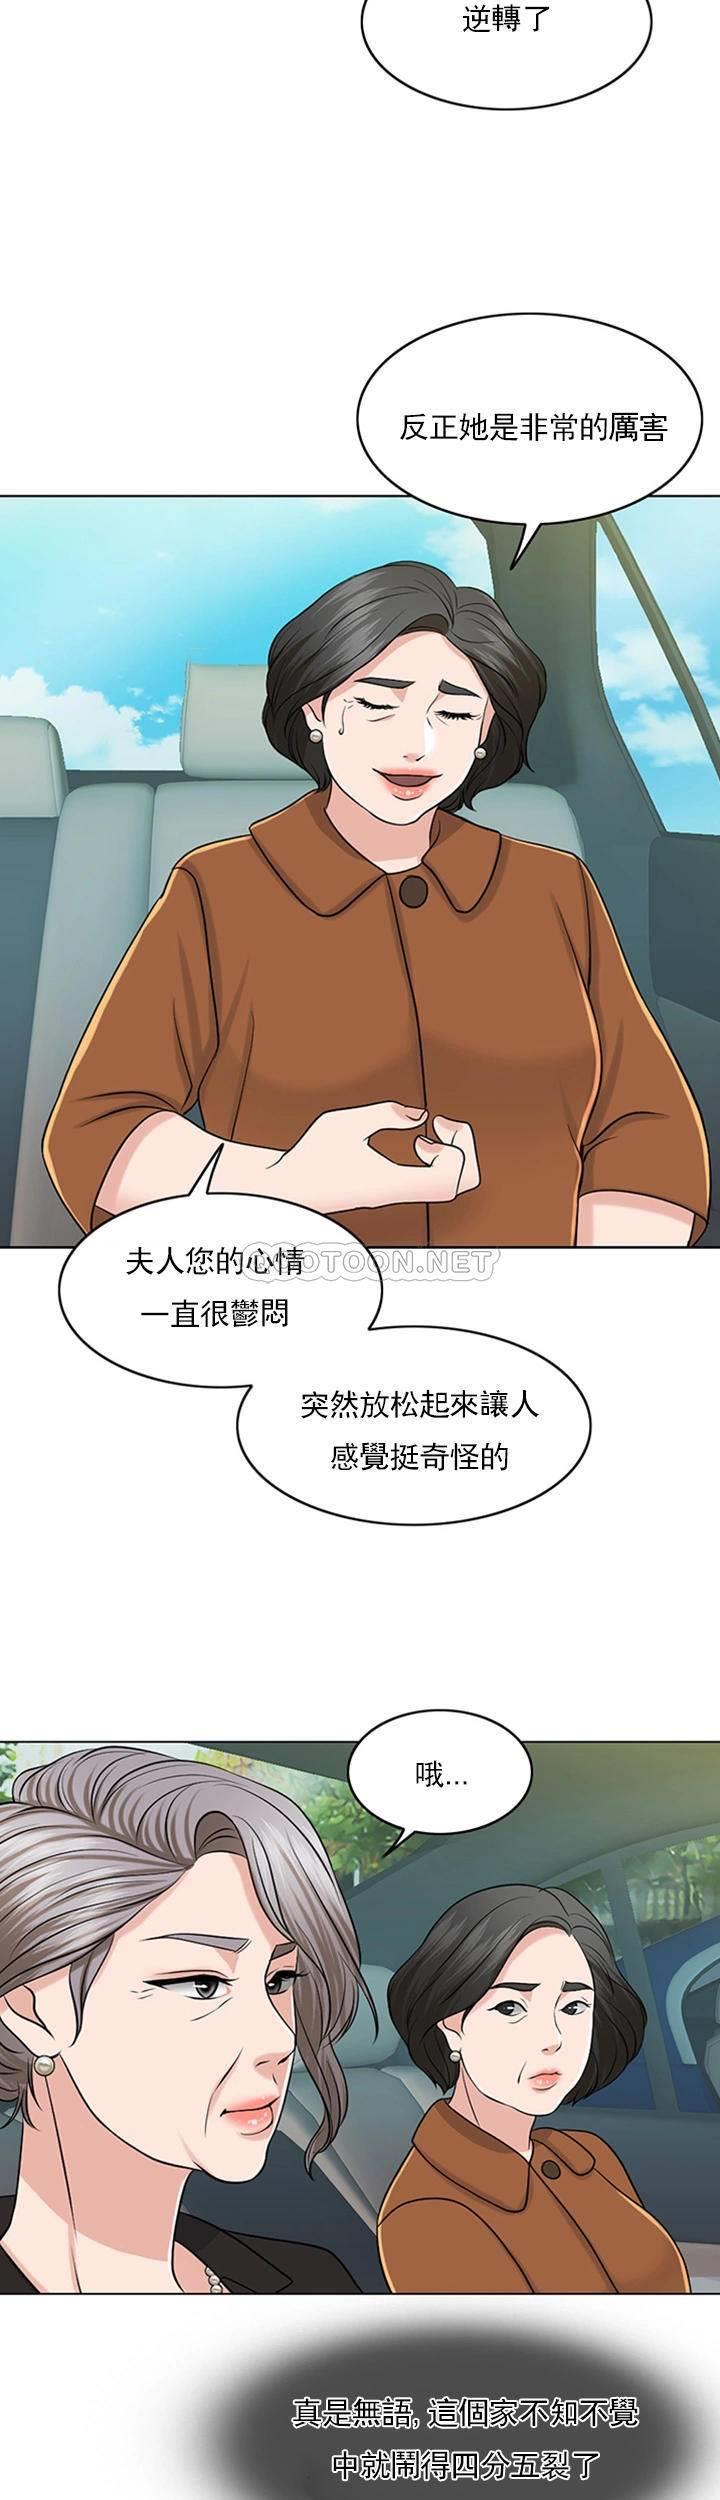 逆轉了
反正她是非常的厲害
夫人您的心情
一直很鬱悶
突然放松起來讓人
感覺挺奇怪的
哦...
真是無語,這個家不知不覺
中就鬧得四分五裂了